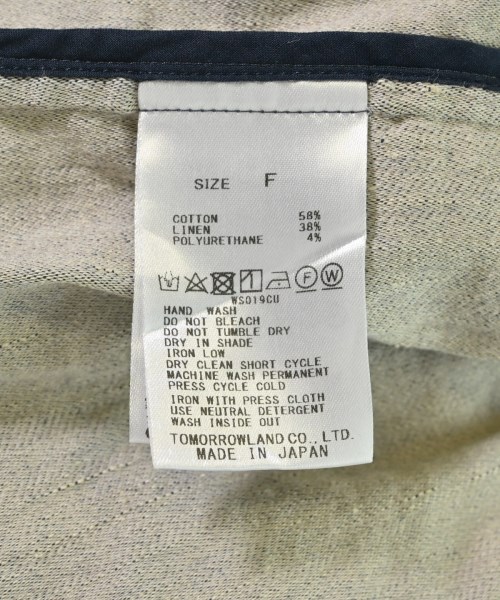 SIZE F
COTTON 58%
LINEN 38%
POLYURETHANE 4%
F W
WS019CU
HAND WASH
DO NOT BLEACH
DO NOT TUMBLE DRY
DRY IN SHADE
IRON LOW
DRY CLEAN SHORT CYCLE
MACHINE WASH PERMANENT
PRESS CYCLE COLD
IRON WITH PRESS CLOTH
USE NEUTRAL DETERGENT
WASH INSIDE OUT
TOMORROWLAND CO., LTD.
MADE IN JAPAN